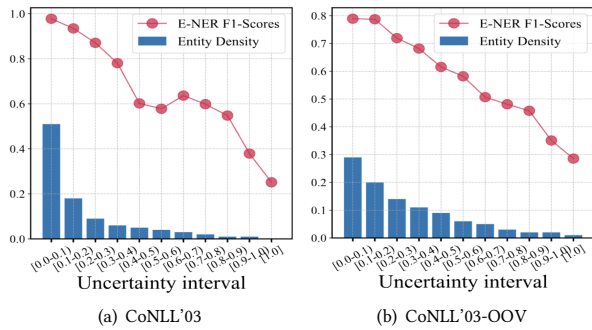 1.0
0.8
0.6
0.4
0.2
0.0
E-NER F1-Scores
Entity Density
[0.0-0.1) [0.1-0.2) [0.2-0.3) [0.3-0.4) [0.4-0.5) [0.5-0.6) [0.6-0.7) [0.7-0.8) [0.8-0.9) [0.9-1.0) [1.0]
Uncertainty interval
(a) CoNLL'03
0.8
0.7
0.6
0.5
0.4
0.3
0.2
0.1
0.0
E-NER F1-Scores
Entity Density
[0.0-0.1) [0.1-0.2) [0.2-0.3) [0.3-0.4) [0.4-0.5) [0.5-0.6) [0.6-0.7) [0.7-0.8) [0.8-0.9) [0.9-1.0) [1.0]
Uncertainty interval
(b) CoNLL'03-OOV